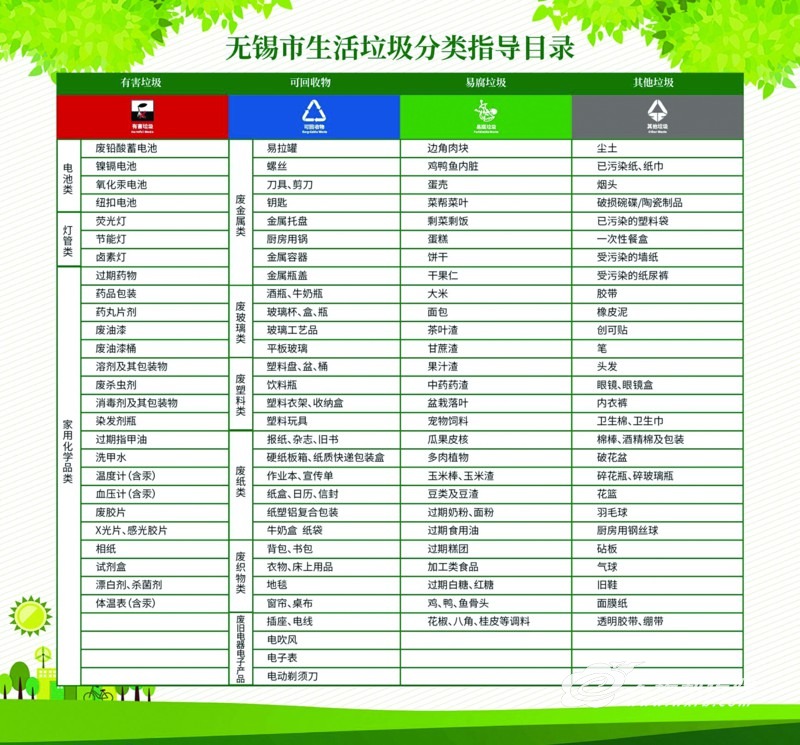 无锡市生活垃圾分类指导目录
有害垃圾 可回收物 易腐垃圾 其他垃圾
有害垃圾 可回收物 易腐垃圾 其他垃圾
电池类 废铅酸蓄电池 废金属类 易拉罐 边角肉块 尘土
镍镉电池 螺丝 鸡鸭鱼内脏 已污染纸、纸巾
氧化汞电池 刀具、剪刀 蛋壳 烟头
纽扣电池 钥匙 菜帮菜叶 破损碗碟/陶瓷制品
灯管类 荧光灯 金属托盘 剩菜剩饭 已污染的塑料袋
节能灯 厨房用锅 蛋糕 一次性餐盒
卤素灯 金属容器 饼干 受污染的墙纸
家用化学品类 过期药物 金属瓶盖 干果仁 受污染的纸尿裤
药品包装 废玻璃类 酒瓶、牛奶瓶 大米 胶带
药丸片剂 玻璃杯、盒、瓶 面包 橡皮泥
废油漆 玻璃工艺品 茶叶渣 创可贴
废油漆桶 平板玻璃 甘蔗渣 笔
溶剂及其包装物 废塑料类 塑料盘、盆、桶 果汁渣 头发
废杀虫剂 饮料瓶 中药药渣 眼镜、眼镜盒
消毒剂及其包装物 塑料衣架、收纳盒 盆栽落叶 内衣裤
染发剂瓶 塑料玩具 宠物饲料 卫生棉、卫生巾
过期指甲油 废纸类 报纸、杂志、旧书 瓜果皮核 棉棒、酒精棉及包装
洗甲水 硬纸板箱、纸质快递包装盒 多肉植物 破花盆
温度计(含汞) 作业本、宣传单 玉米棒、玉米渣 碎花瓶、碎玻璃瓶
血压计(含汞) 纸盒、日历、信封 豆类及豆渣 花篮
废胶片 纸塑铝复合包装 过期奶粉、面粉 羽毛球
X光片、感光胶片 牛奶盒 纸袋 过期食用油 厨房用钢丝球
相纸 废织物类 背包、书包 过期糕团 砧板
试剂盒 衣物、床上用品 加工类食品 气球
漂白剂、杀菌剂 地毯 过期白糖、红糖 旧鞋
体温表(含汞) 窗帘、桌布 鸡、鸭、鱼骨头 面膜纸
废旧电器电子产品 插座、电线 花椒、八角、桂皮等调料 透明胶带、绷带
电吹风
电子表
电动剃须刀